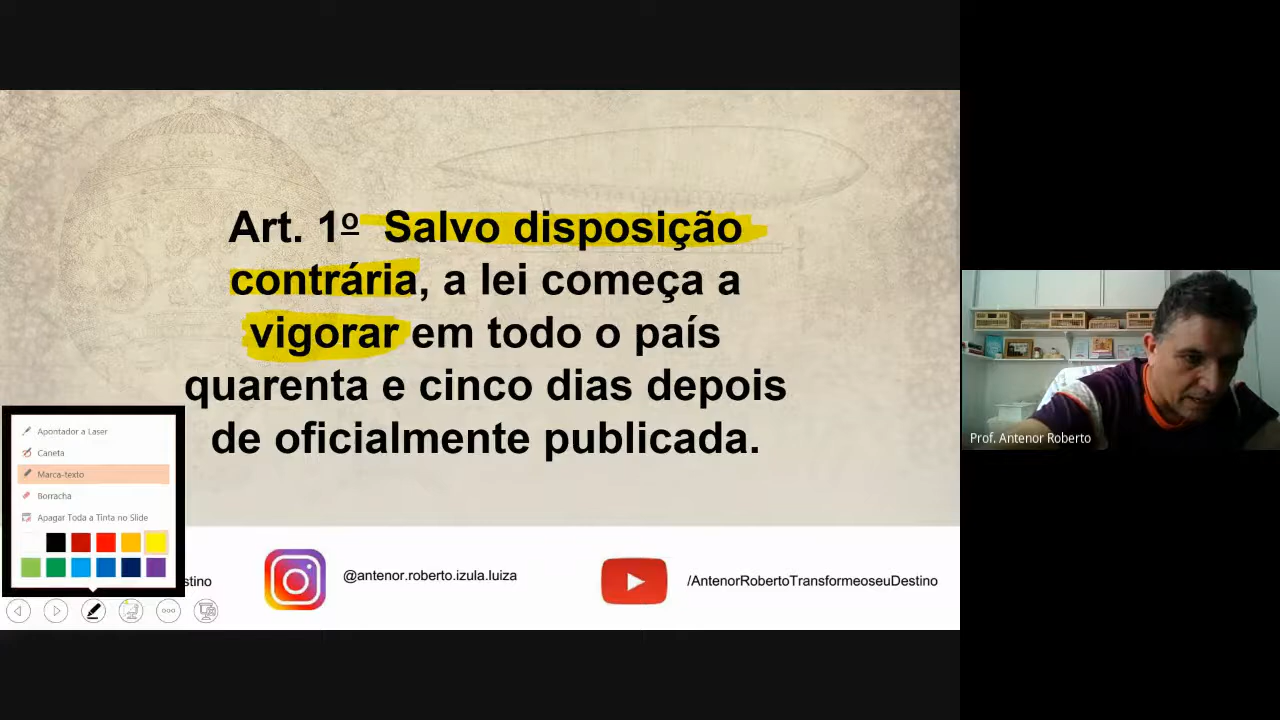 Art. 1º Salvo disposição
contrária, a lei começa a
vigorar em todo o país
quarenta e cinco dias depois
de oficialmente publicada.
Apontador a Laser
Caneta
Marca-texto
Borracha
Apagar Toda a Tinta no Slide
stino
@antenor.roberto.izula.luiza
/AntenorRobertoTransformeoseuDestino
Prof. Antenor Roberto